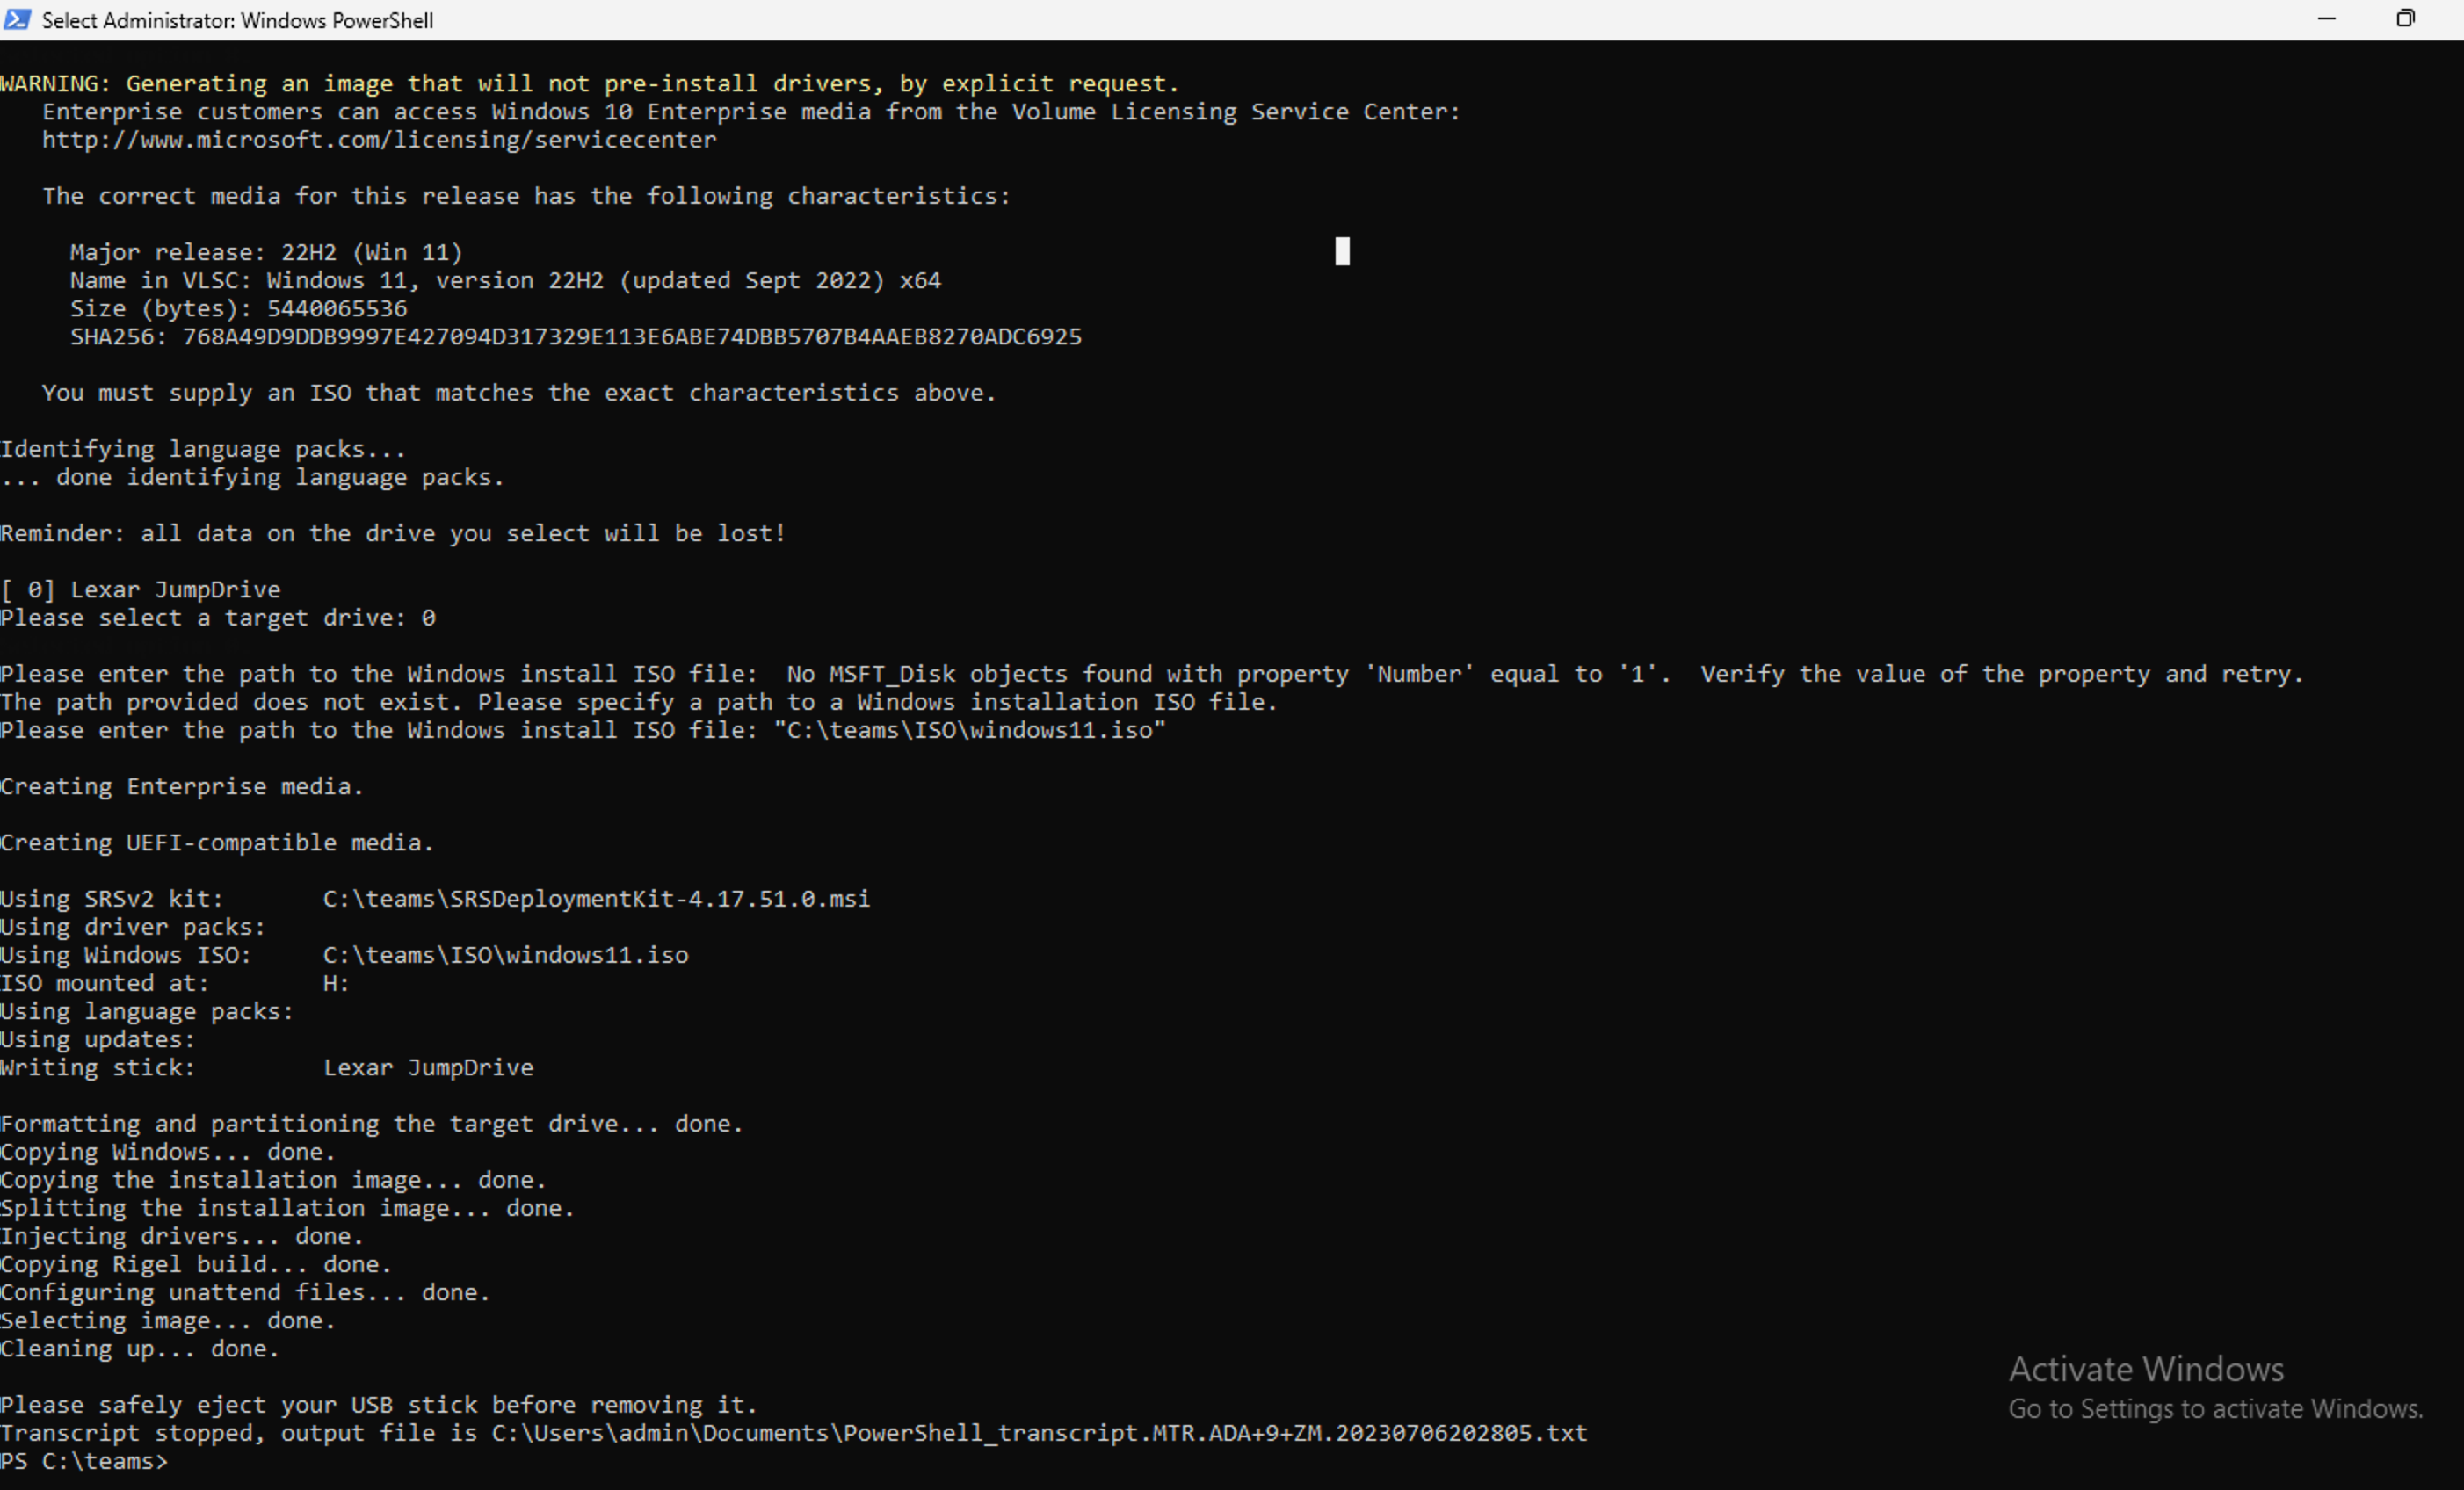 Select Administrator: Windows PowerShell
WARNING: Generating an image that will not pre-install drivers, by explicit request.
Enterprise customers can access Windows 10 Enterprise media from the Volume Licensing Service Center:
http://www.microsoft.com/licensing/servicecenter
The correct media for this release has the following characteristics:
Major release: 22H2 (Win 11)
Name in VLSC: Windows 11, version 22H2 (updated Sept 2022) x64
Size (bytes): 5440065536
SHA256: 768A49D9DDB9997E427094D317329E113E6ABE74DBB5707B4AAEB8270ADC6925
You must supply an ISO that matches the exact characteristics above.
Identifying language packs...
... done identifying language packs.
Reminder: all data on the drive you select will be lost!
[ 0] Lexar JumpDrive
Please select a target drive: 0
Please enter the path to the Windows install ISO file:  No MSFT_Disk objects found with property 'Number' equal to '1'.  Verify the value of the property and retry.
The path provided does not exist. Please specify a path to a Windows installation ISO file.
Please enter the path to the Windows install ISO file: "C:\teams\ISO\windows11.iso"
Creating Enterprise media.
Creating UEFI-compatible media.
Using SRSv2 kit:       C:\teams\SRSDeploymentKit-4.17.51.0.msi
Using driver packs:
Using Windows ISO:     C:\teams\ISO\windows11.iso
ISO mounted at:        H:
Using language packs:
Using updates:
Writing stick:         Lexar JumpDrive
Formatting and partitioning the target drive... done.
Copying Windows... done.
Copying the installation image... done.
Splitting the installation image... done.
Injecting drivers... done.
Copying Rigel build... done.
Configuring unattend files... done.
Selecting image... done.
Cleaning up... done.
Please safely eject your USB stick before removing it.
Transcript stopped, output file is C:\Users\admin\Documents\PowerShell_transcript.MTR.ADA+9+ZM.20230706202805.txt
PS C:\teams>
Activate Windows
Go to Settings to activate Windows.